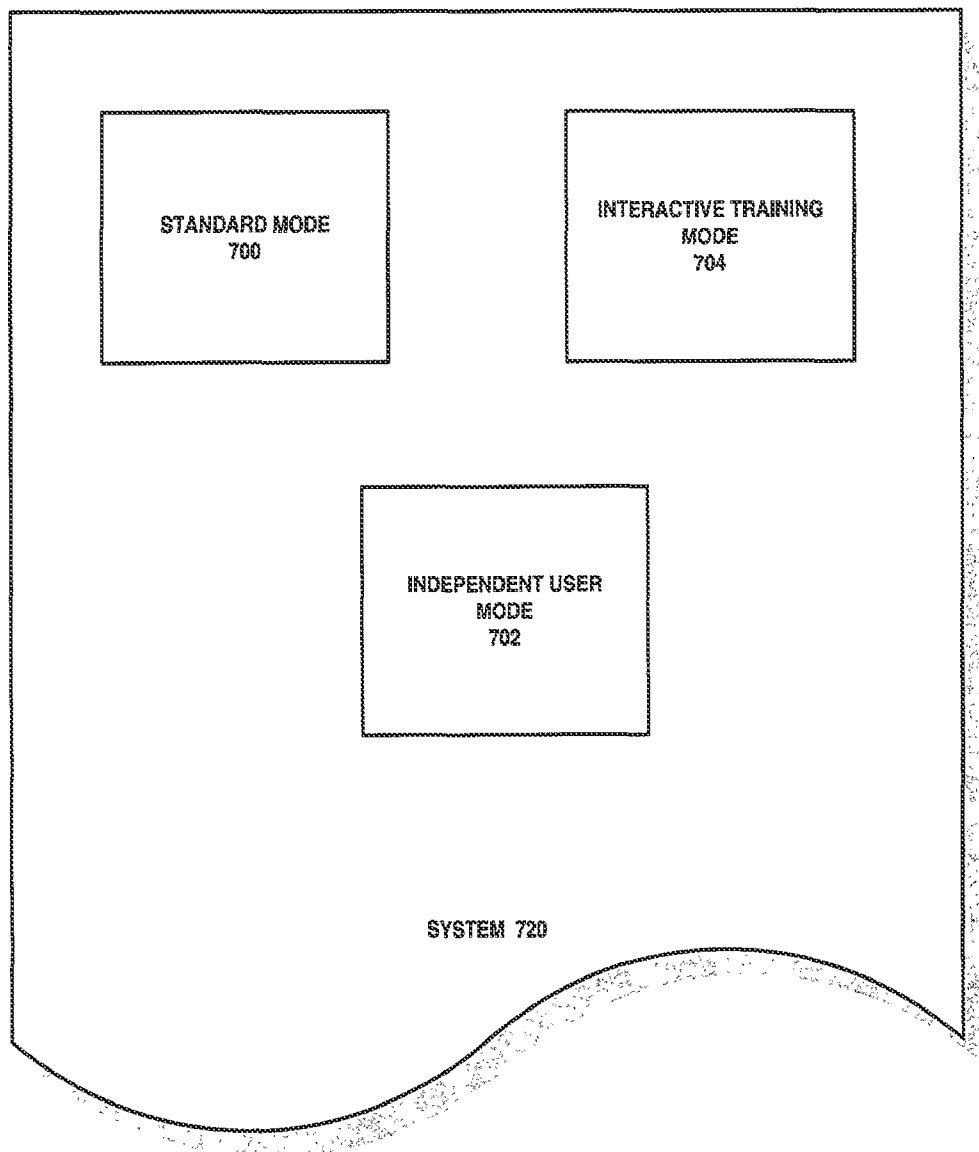 STANDARD MODE
700
INTERACTIVE TRAINING
MODE
704
INDEPENDENT USER
MODE
702
SYSTEM 720